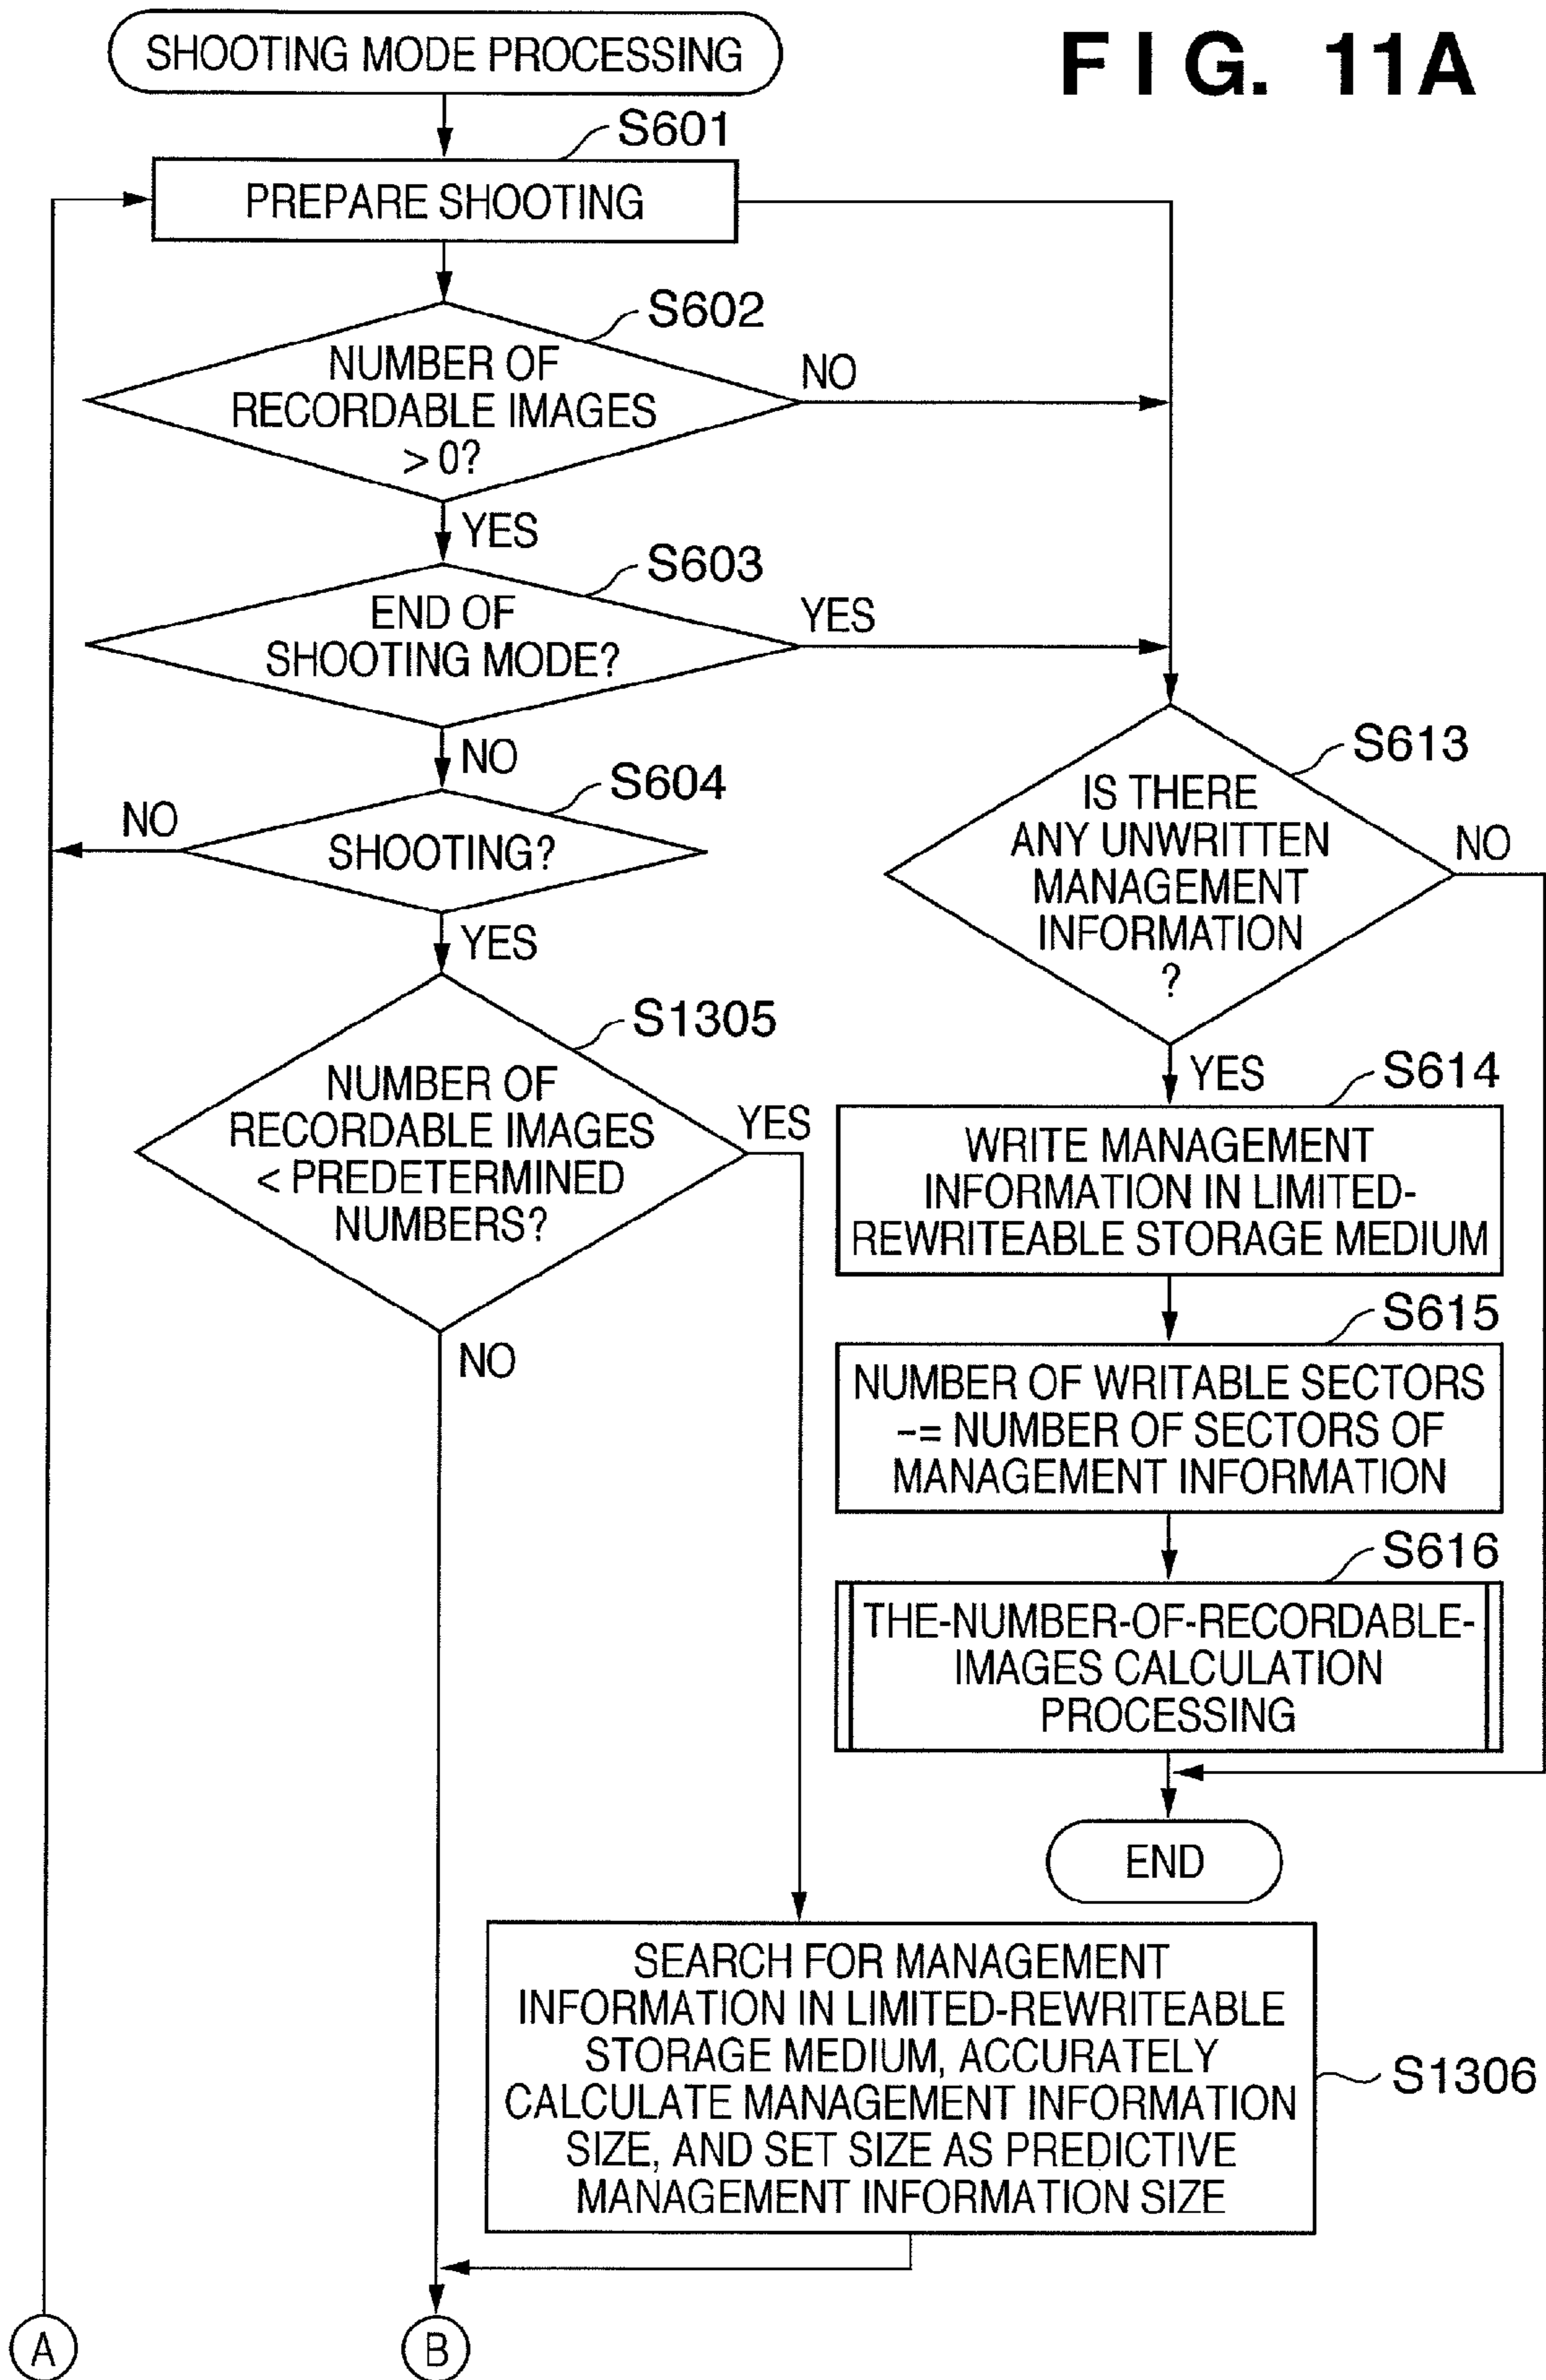 FIG. 11A
SHOOTING MODE PROCESSING
S601
PREPARE SHOOTING
S602
NUMBER OF
RECORDABLE IMAGES
> 0?
NO
YES
S603
END OF
SHOOTING MODE?
YES
NO
S604
SHOOTING?
NO
YES
S1305
NUMBER OF
RECORDABLE IMAGES
< PREDETERMINED
NUMBERS?
YES
NO
S613
IS THERE
ANY UNWRITTEN
MANAGEMENT
INFORMATION
?
NO
YES
S614
WRITE MANAGEMENT
INFORMATION IN LIMITED-
REWRITEABLE STORAGE MEDIUM
S615
NUMBER OF WRITABLE SECTORS
-= NUMBER OF SECTORS OF
MANAGEMENT INFORMATION
S616
THE-NUMBER-OF-RECORDABLE-
IMAGES CALCULATION
PROCESSING
END
SEARCH FOR MANAGEMENT
INFORMATION IN LIMITED-REWRITEABLE
STORAGE MEDIUM, ACCURATELY
CALCULATE MANAGEMENT INFORMATION
SIZE, AND SET SIZE AS PREDICTIVE
MANAGEMENT INFORMATION SIZE
S1306
A
B